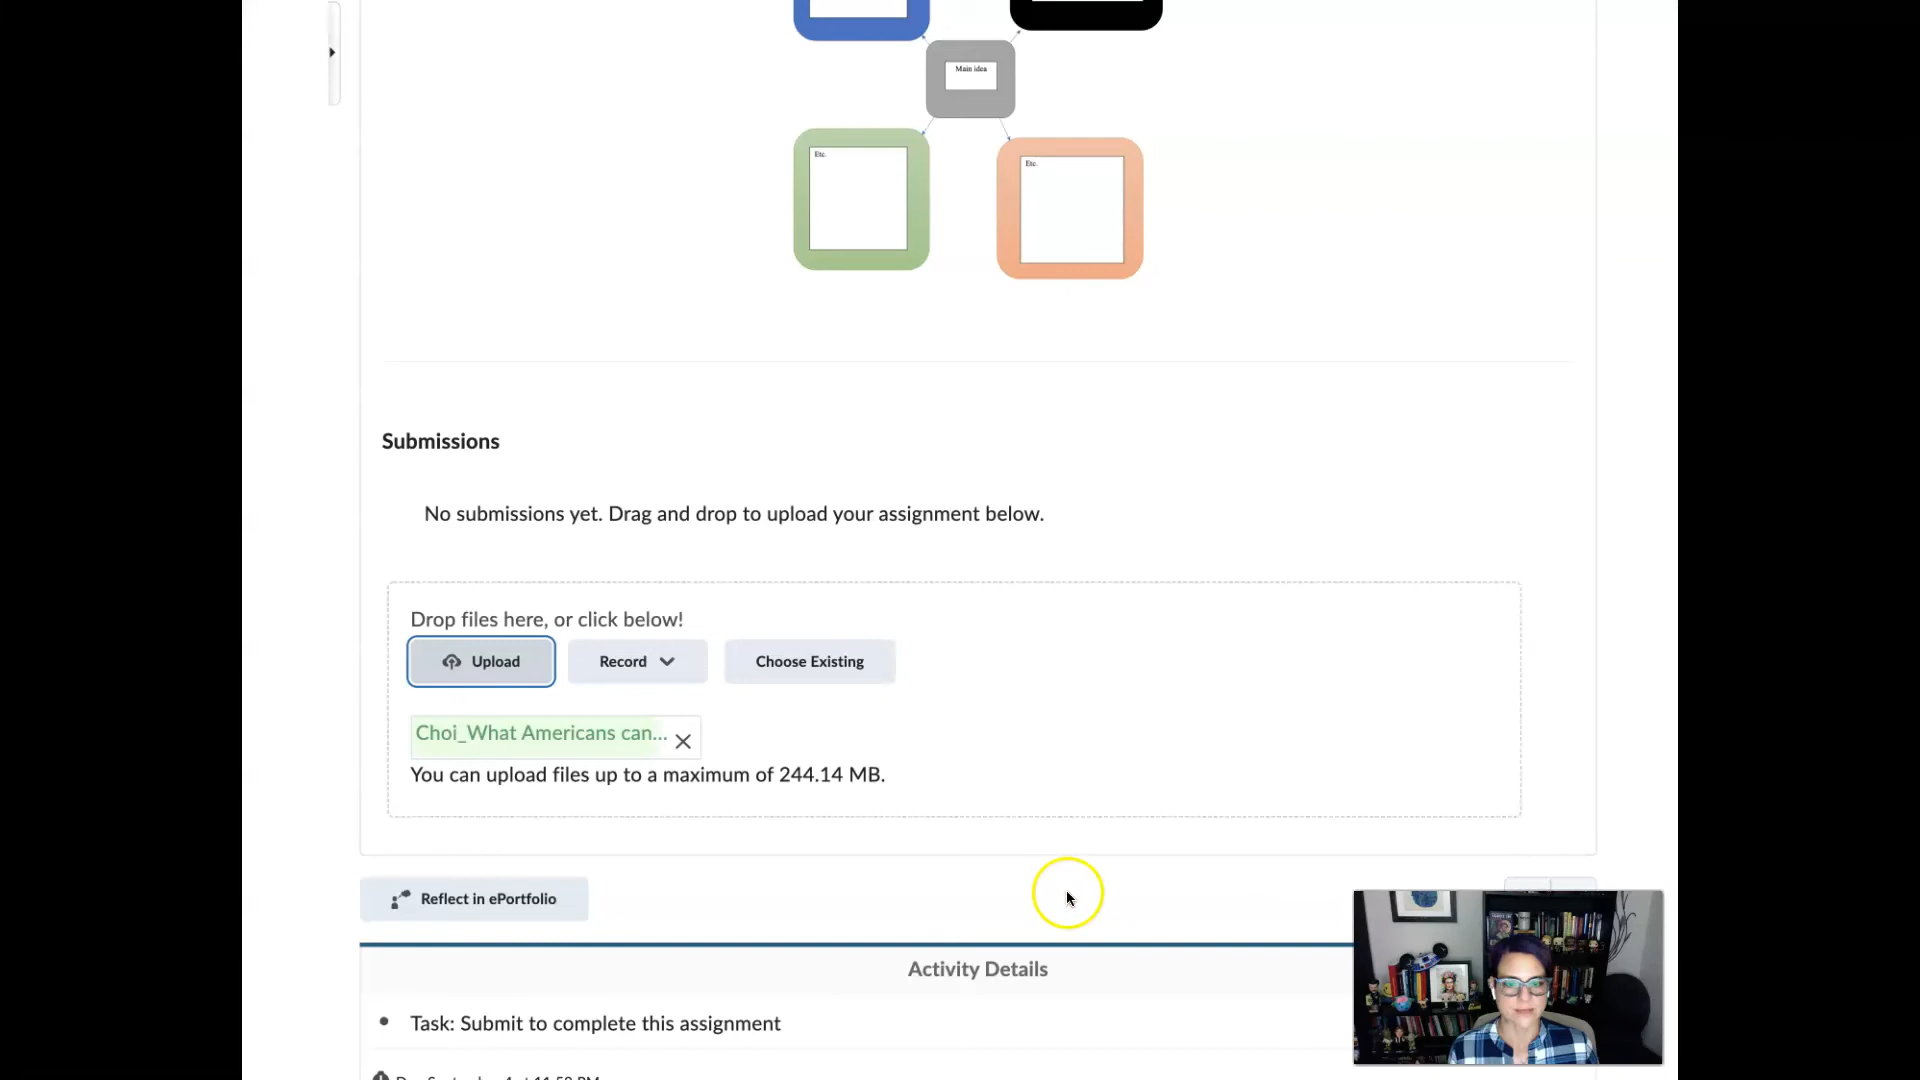 Main idea
Etc.
Etc.
Submissions
No submissions yet. Drag and drop to upload your assignment below.
Drop files here, or click below!
Upload
Record
Choose Existing
Choi_What Americans can...
You can upload files up to a maximum of 244.14 MB.
Reflect in ePortfolio
Activity Details
Task: Submit to complete this assignment